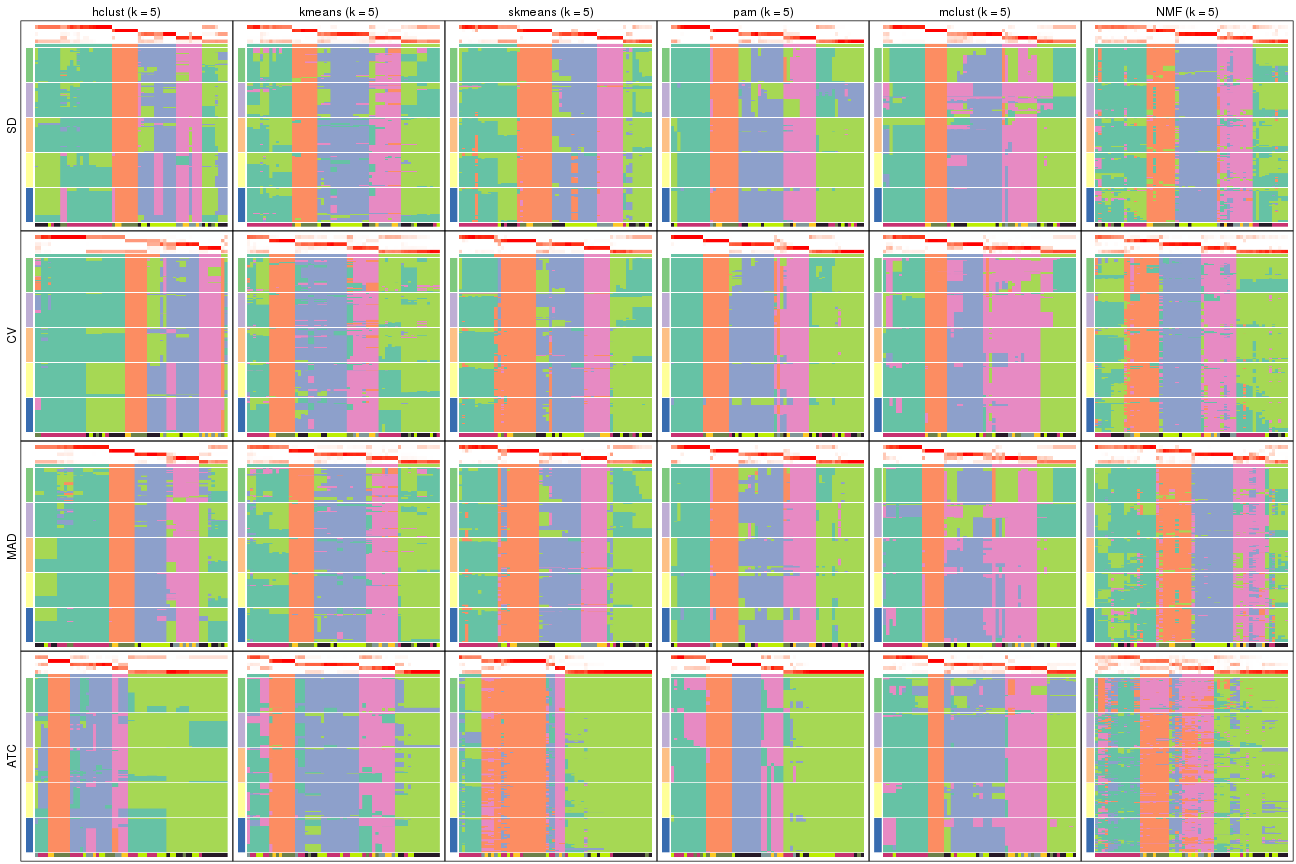 hclust (k = 5) kmeans (k = 5) skmeans (k = 5) pam (k = 5) mclust (k = 5) NMF (k = 5)
SD
CV
MAD
ATC